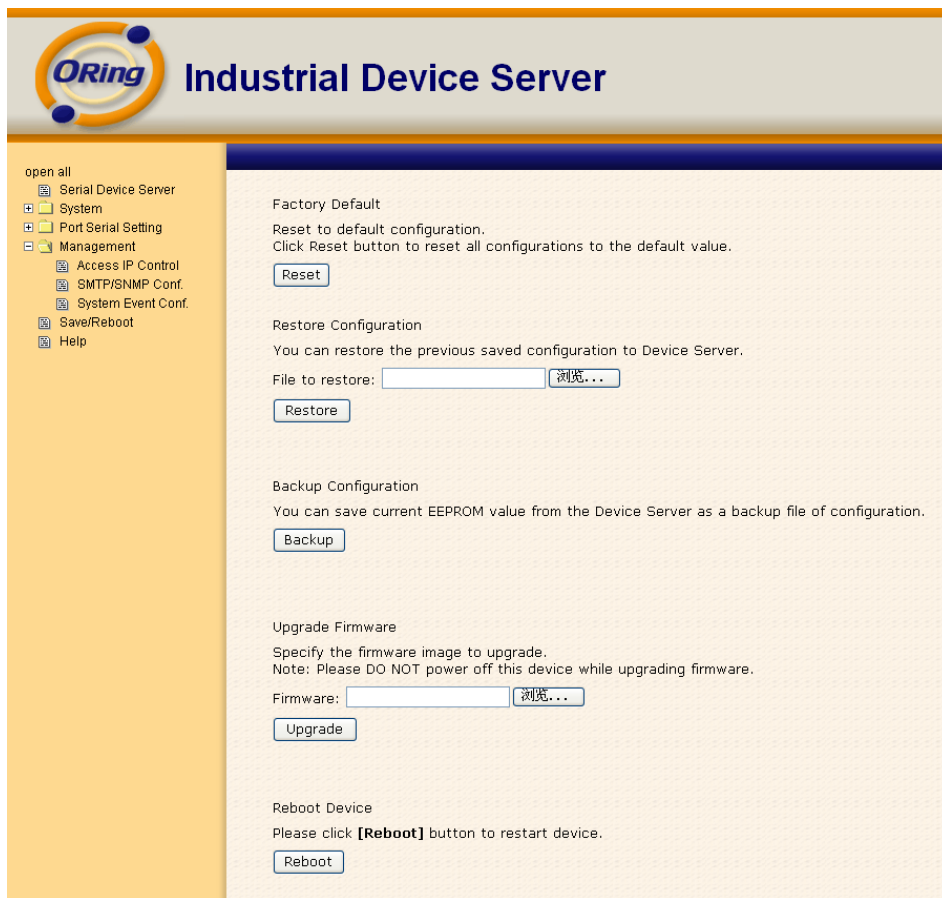 ORing
Industrial Device Server
open all
Serial Device Server
System
Port Serial Setting
Management
Access IP Control
SMTP/SNMP Conf.
System Event Conf.
Save/Reboot
Help
Factory Default
Reset to default configuration.
Click Reset button to reset all configurations to the default value.
Reset
Restore Configuration
You can restore the previous saved configuration to Device Server.
File to restore: 浏览...
Restore
Backup Configuration
You can save current EEPROM value from the Device Server as a backup file of configuration.
Backup
Upgrade Firmware
Specify the firmware image to upgrade.
Note: Please DO NOT power off this device while upgrading firmware.
Firmware: 浏览...
Upgrade
Reboot Device
Please click [Reboot] button to restart device.
Reboot